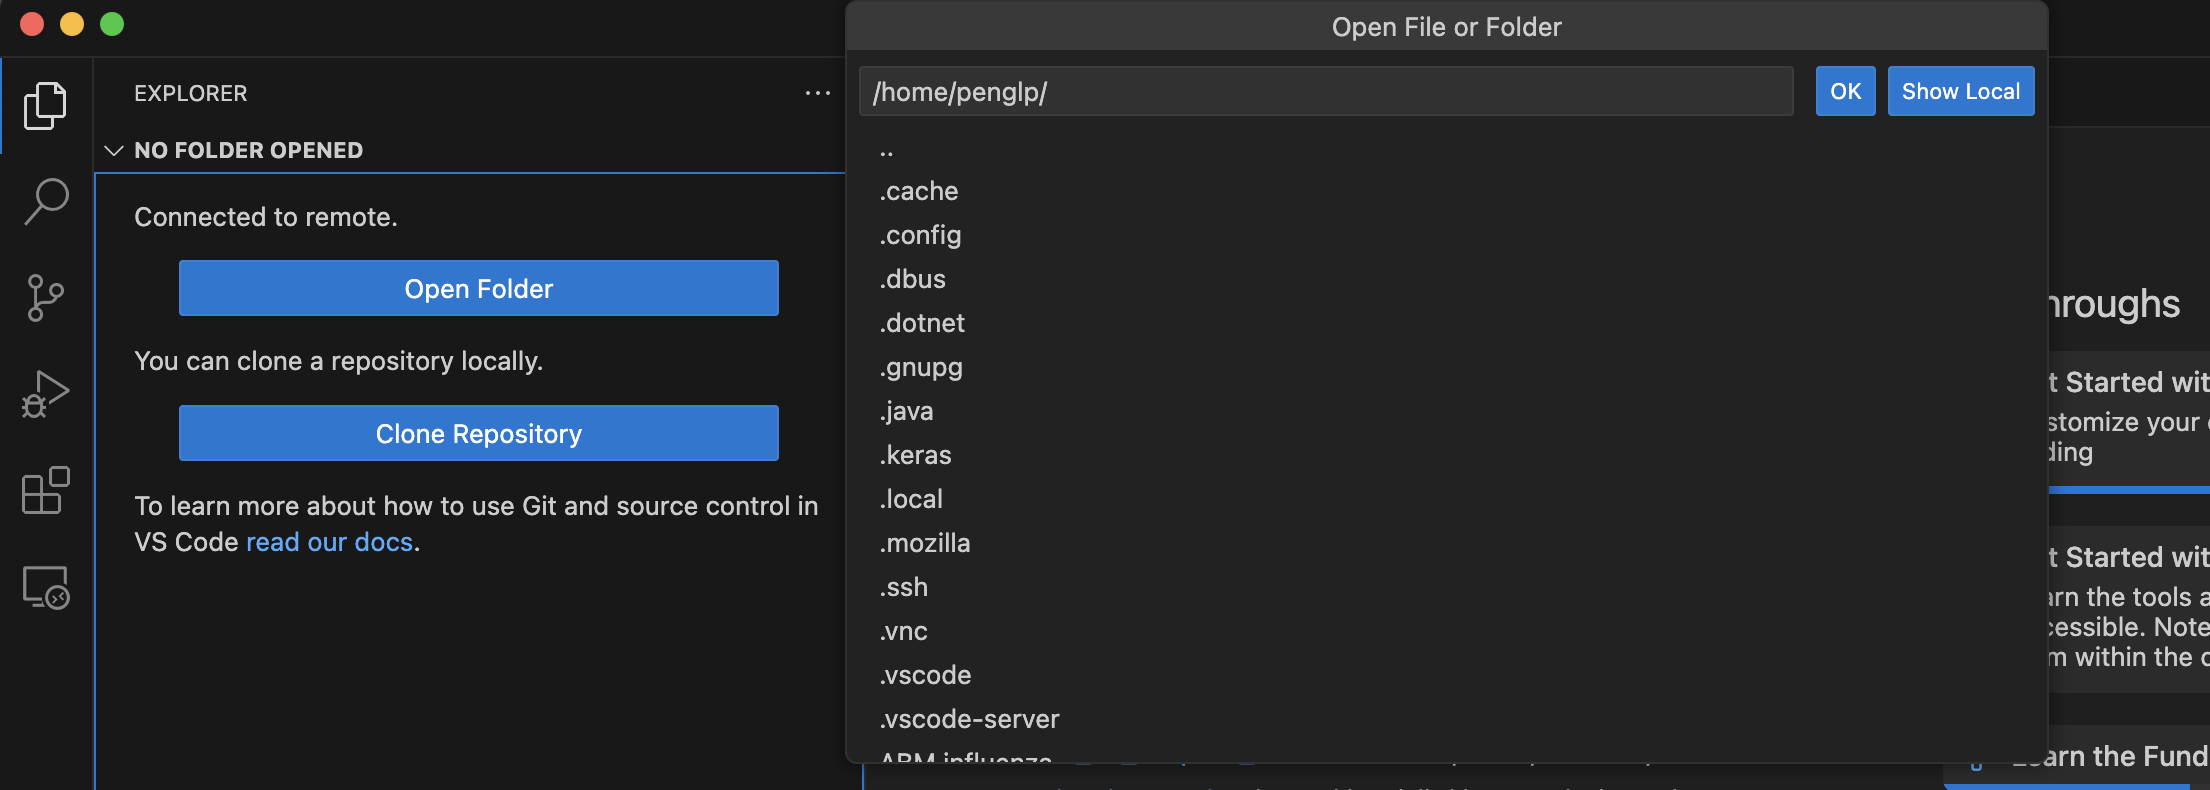 Open File or Folder
EXPLORER
/home/penglp/
OK
Show Local
NO FOLDER OPENED
Connected to remote.
Open Folder
You can clone a repository locally.
Clone Repository
To learn more about how to use Git and source control in
VS Code read our docs.
..
.cache
.config
.dbus
.dotnet
.gnupg
.java
.keras
.local
.mozilla
.ssh
.vnc
.vscode
.vscode-server
ABM influenza
hroughs
t Started wit
stomize your
ding
t Started wit
arn the tools a
cessible. Note
m within the
Learn the Fund